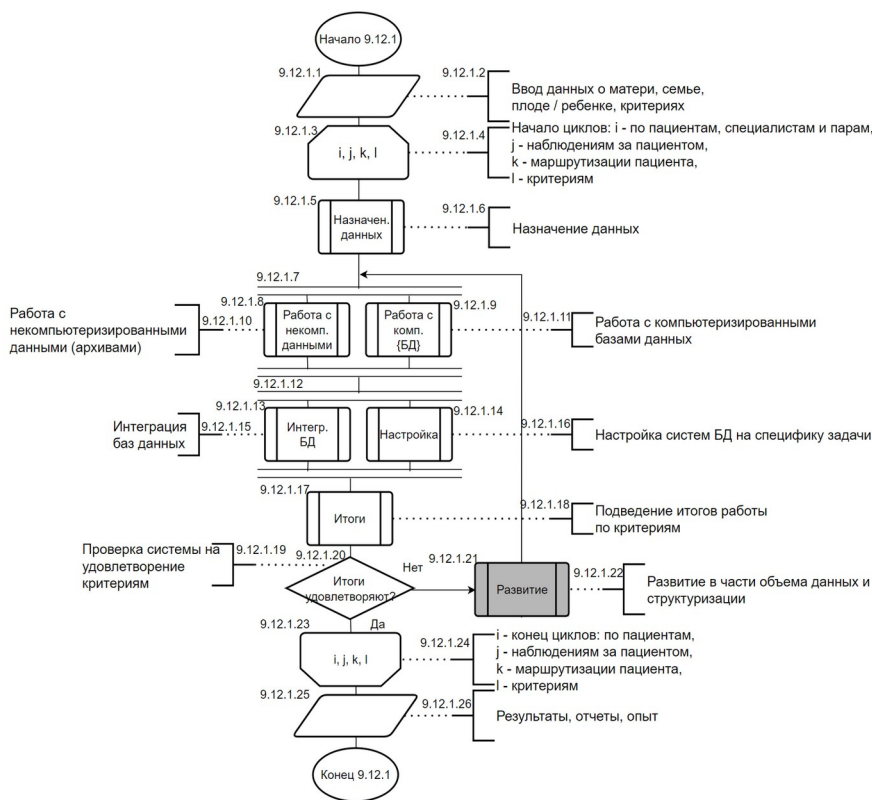 Начало 9.12.1
9.12.1.1
9.12.1.2
Ввод данных о матери, семье,
плоде / ребенке, критериях
9.12.1.3
i, j, k, l
9.12.1.4
Начало циклов: i - по пациентам, специалистам и парам,
j - наблюдениям за пациентом,
k - маршрутизации пациента,
l - критериям
9.12.1.5
Назначен.
данных
9.12.1.6
Назначение данных
9.12.1.7
Работа с
некомпьютеризированными
данными (архивами)
9.12.1.10
9.12.1.8
Работа с
некомп.
данными
Работа с
комп.
{БД}
9.12.1.9
9.12.1.11
Работа с компьютеризированными
базами данных
9.12.1.12
Интеграция
баз данных
9.12.1.15
9.12.1.13
Интегр.
БД
Настройка
9.12.1.14
9.12.1.16
Настройка систем БД на специфику задачи
9.12.1.17
Итоги
9.12.1.18
Подведение итогов работы
по критериям
Проверка системы на
удовлетворение
критериям
9.12.1.19
9.12.1.20
Итоги
удовлетворяют?
Нет
9.12.1.21
Развитие
9.12.1.22
Развитие в части объема данных и
структуризации
Да
9.12.1.23
i, j, k, l
9.12.1.24
i - конец циклов: по пациентам,
j - наблюдениям за пациентом,
k - маршрутизации пациента,
l - критериям
9.12.1.25
9.12.1.26
Результаты, отчеты, опыт
Конец 9.12.1